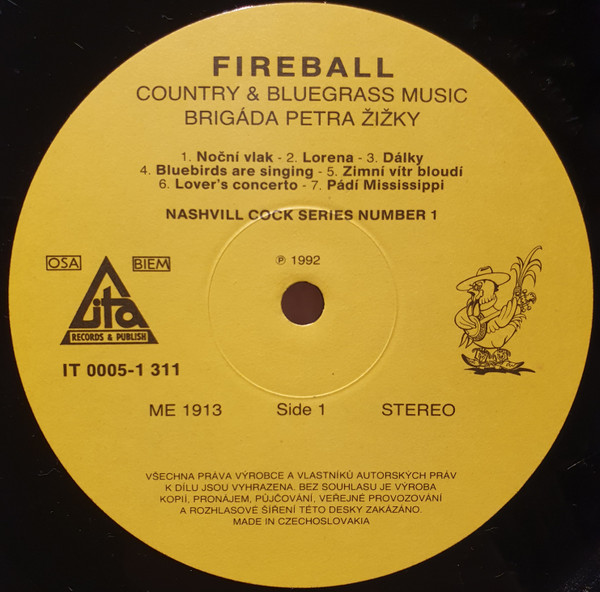 FIREBALL
COUNTRY & BLUEGRASS MUSIC
BRIGÁDA PETRA ŽIŽKY
1. Noční vlak - 2. Lorena - 3. Dálky
4. Bluebirds are singing - 5. Zimní vítr bloudí
6. Lover's concerto - 7. Pádí Mississippi
NASHVILL COCK SERIES NUMBER 1
OSA BIEM
℗ 1992
ita
RECORDS & PUBLISH
IT 0005-1 311
ME 1913 Side 1 STEREO
VŠECHNA PRÁVA VÝROBCE A VLASTNÍKŮ AUTORSKÝCH PRÁV
K DÍLU JSOU VYHRAZENA. BEZ SOUHLASU JE VÝROBA
KOPIÍ, PRONÁJEM, PŮJČOVÁNÍ, VEŘEJNÉ PROVOZOVÁNÍ
A ROZHLASOVÉ ŠÍŘENÍ TÉTO DESKY ZAKÁZÁNO.
MADE IN CZECHOSLOVAKIA